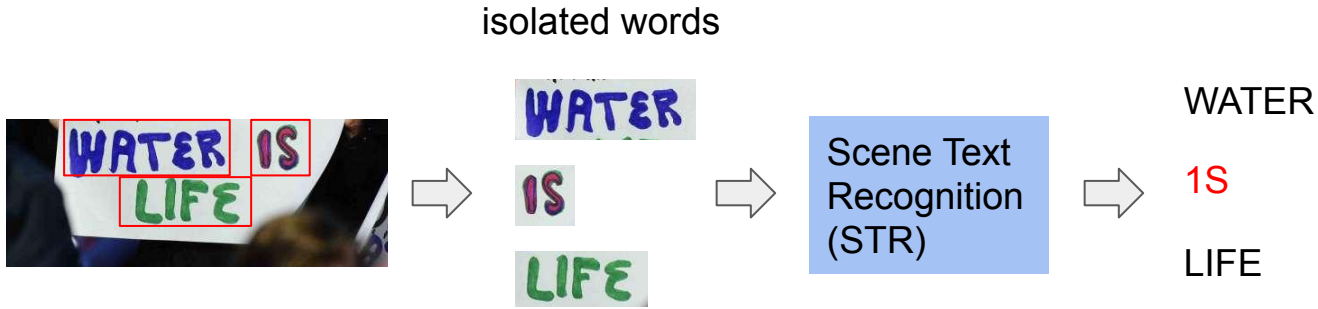 isolated words
WATER IS
LIFE
WATER
IS
LIFE
Scene Text
Recognition
(STR)
WATER
1S
LIFE